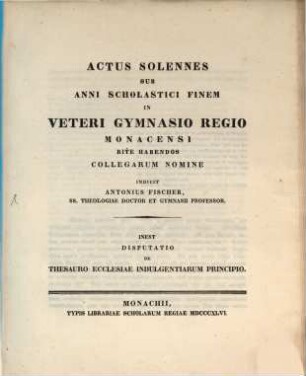 ACTUS SOLENNES
SUB
ANNI SCHOLASTICI FINEM
IN
VETERI GYMNASIO REGIO
MONACENSI
RITE HABENDOS
COLLEGARUM NOMINE
INDICIT
ANTONIUS FISCHER,
SS. THEOLOGIAE DOCTOR ET GYMNASII PROFESSOR.
INEST
DISPUTATIO
DE
THESAURO ECCLESIAE INDULGENTIARUM PRINCIPIO.
MONACHII,
TYPIS LIBRARIAE SCHOLARUM REGIAE MDCCCXLVI.